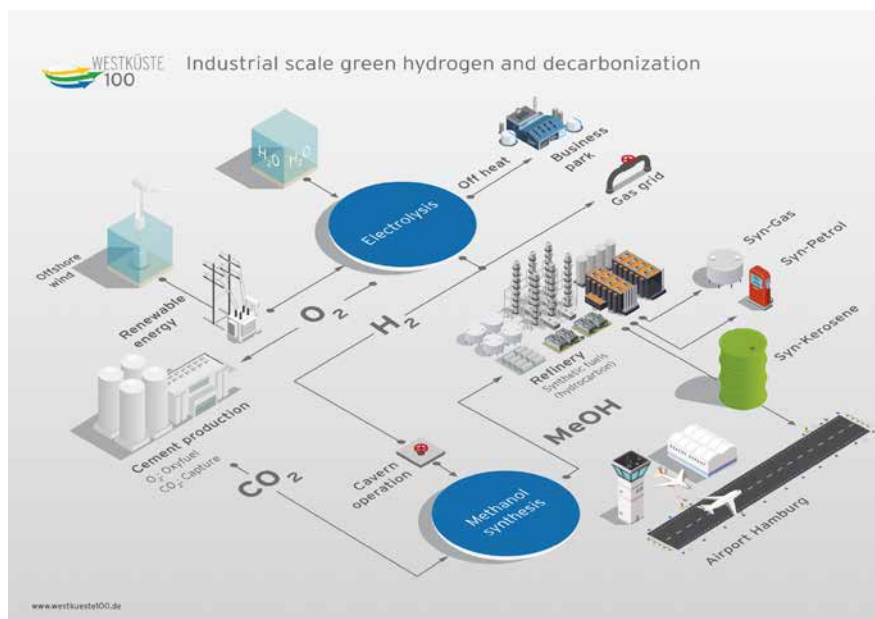 WESTKÜSTE
100
Industrial scale green hydrogen and decarbonization
H₂O H₂O
Electrolysis
Off heat
Business
park
Gas grid
Offshore
wind
Renewable
energy
O₂
H₂
Syn-Gas
Syn-Petrol
Syn-Kerosene
Refinery
Synthetic fuels
(hydrocarbon)
Cement production
O₂- Oxyfuel
CO₂-Capture
CO₂
Cavern
operation
MeOH
Methanol
synthesis
Airport Hamburg
www.westkueste100.de